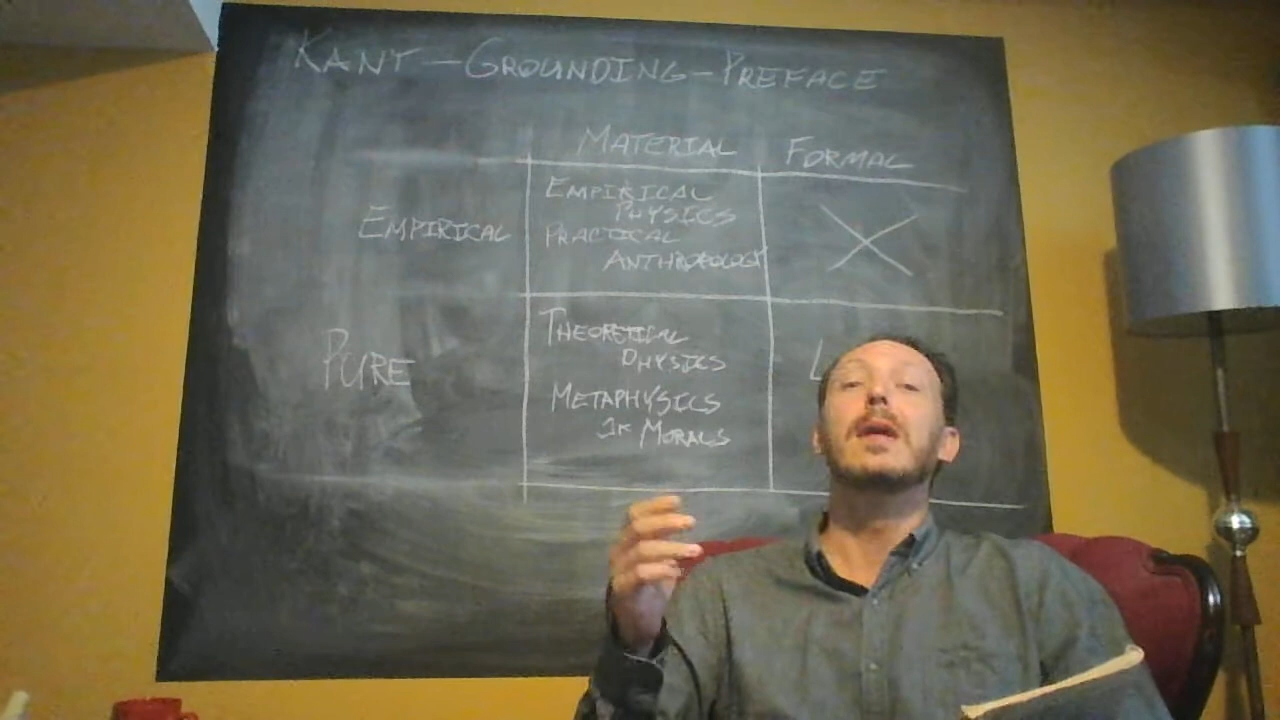 KANT - GROUNDING - PREFACE
MATERIAL FORMAL
EMPIRICAL
EMPIRICAL
PHYSICS
PRACTICAL
ANTHROPOLOGY
PURE
THEORETICAL
PHYSICS
METAPHYSICS
OF MORALS
L